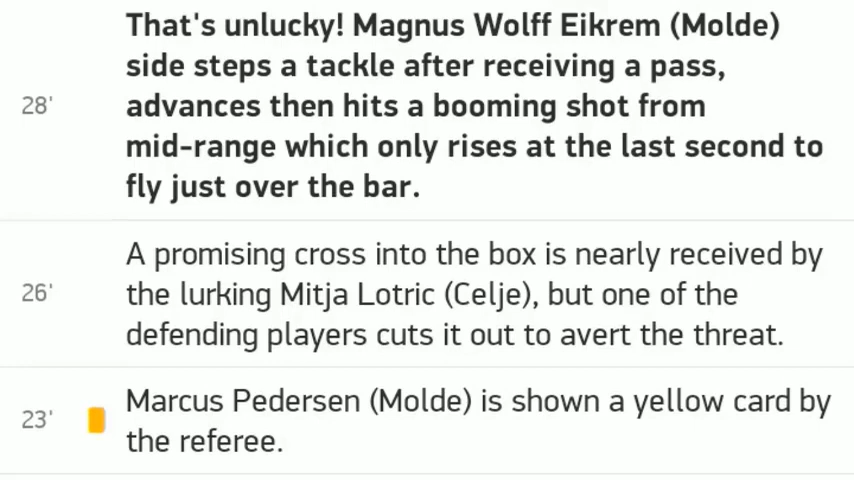 That's unlucky! Magnus Wolff Eikrem (Molde)
side steps a tackle after receiving a pass,
28' advances then hits a booming shot from
mid-range which only rises at the last second to
fly just over the bar.
A promising cross into the box is nearly received by
26' the lurking Mitja Lotric (Celje), but one of the
defending players cuts it out to avert the threat.
23' Marcus Pedersen (Molde) is shown a yellow card by
the referee.